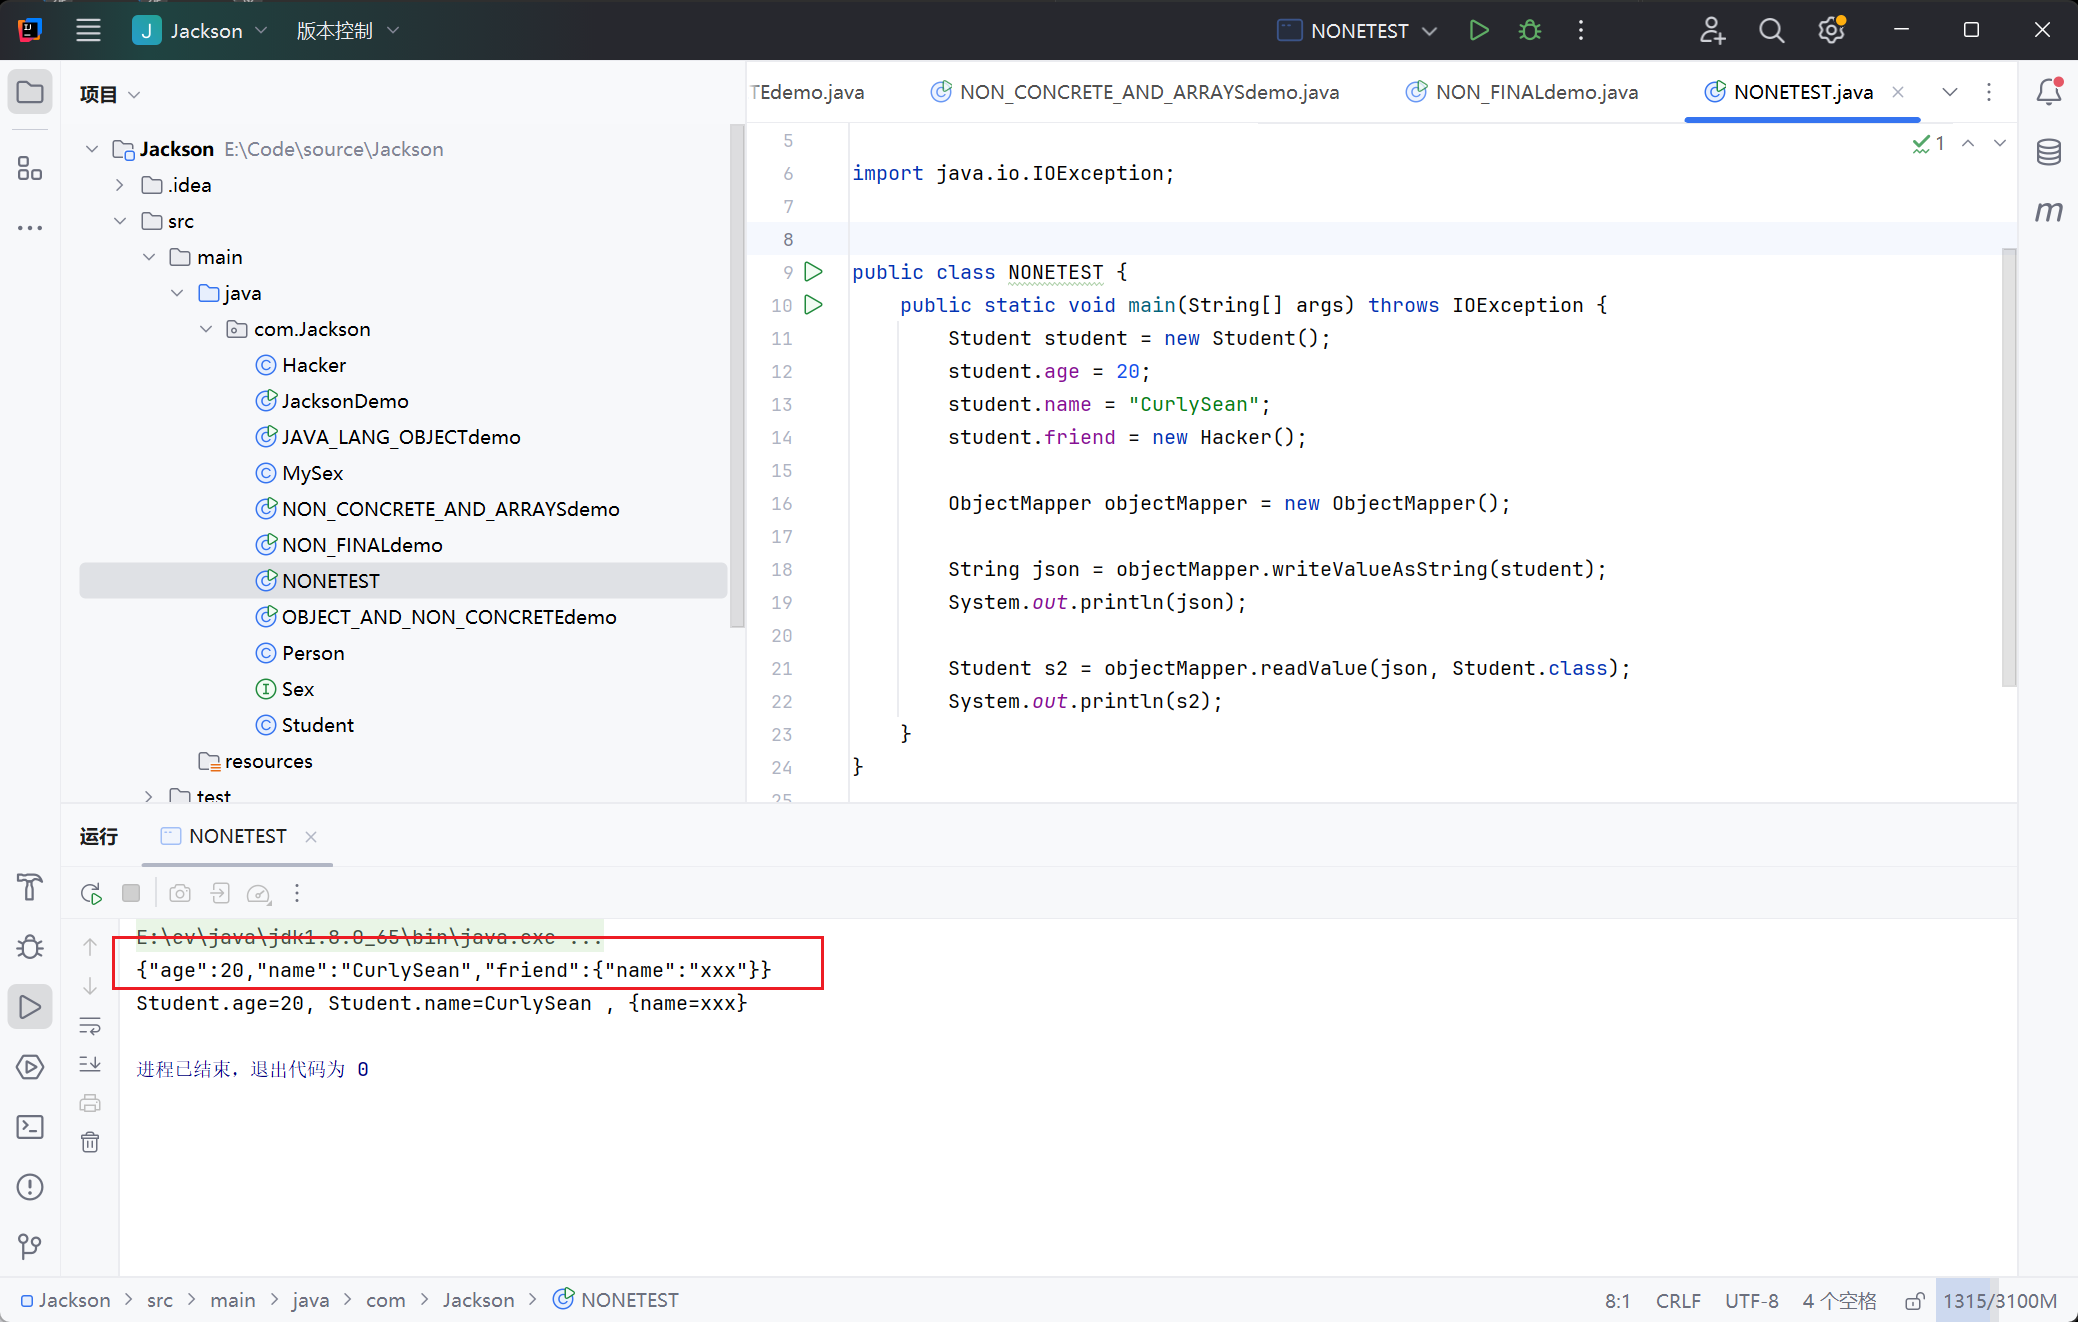 J Jackson 版本控制 NONETEST
项目
Jackson E:\Code\source\Jackson
.idea
src
main
java
com.Jackson
Hacker
JacksonDemo
JAVA_LANG_OBJECTdemo
MySex
NON_CONCRETE_AND_ARRAYSdemo
NON_FINALdemo
NONETEST
OBJECT_AND_NON_CONCRETEdemo
Person
Sex
Student
resources
test
TEdemo.java NON_CONCRETE_AND_ARRAYSdemo.java NON_FINALdemo.java NONETEST.java
1
5
6 import java.io.IOException;
7
8
9 public class NONETEST {
10 public static void main(String[] args) throws IOException {
11 Student student = new Student();
12 student.age = 20;
13 student.name = "CurlySean";
14 student.friend = new Hacker();
15
16 ObjectMapper objectMapper = new ObjectMapper();
17
18 String json = objectMapper.writeValueAsString(student);
19 System.out.println(json);
20
21 Student s2 = objectMapper.readValue(json, Student.class);
22 System.out.println(s2);
23 }
24 }
25
运行 NONETEST
E:\ev\java\jdk1.8.0_65\bin\java.exe ...
{"age":20,"name":"CurlySean","friend":{"name":"xxx"}}
Student.age=20, Student.name=CurlySean , {name=xxx}
进程已结束，退出代码为 0
Jackson > src > main > java > com > Jackson > NONETEST
8:1 CRLF UTF-8 4 个空格 1315/3100M